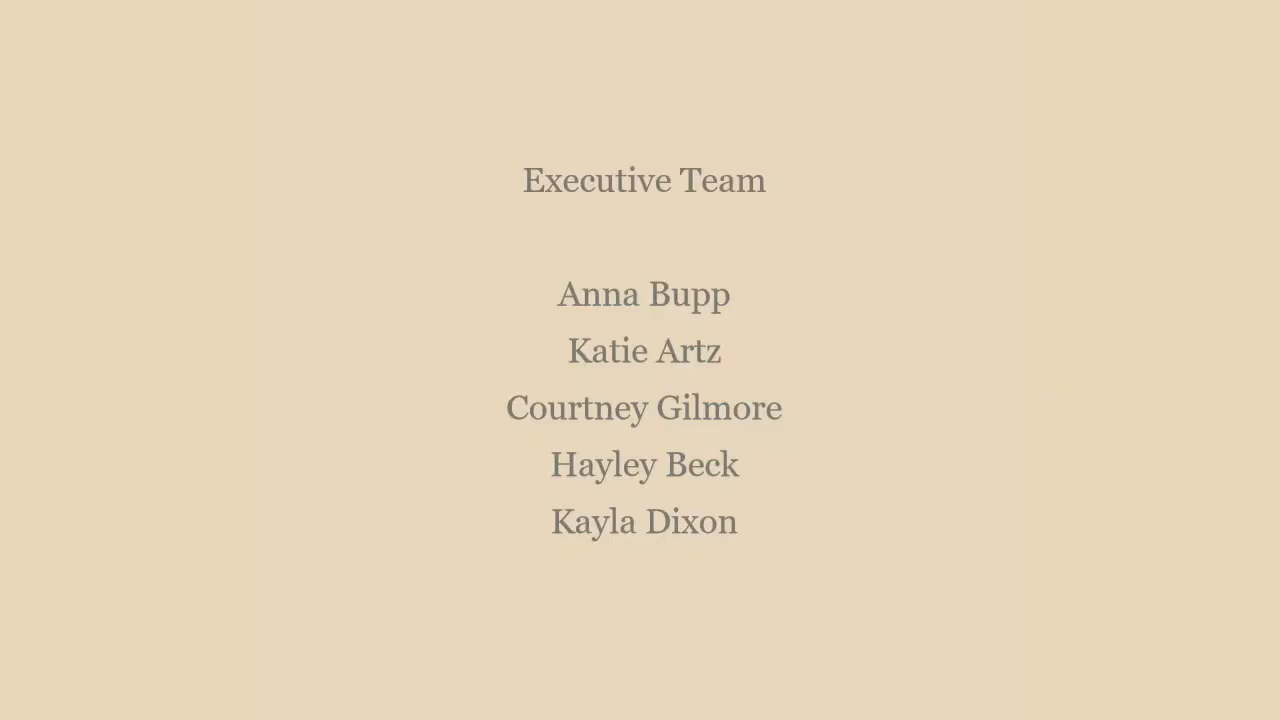 Executive Team
Anna Bupp
Katie Artz
Courtney Gilmore
Hayley Beck
Kayla Dixon